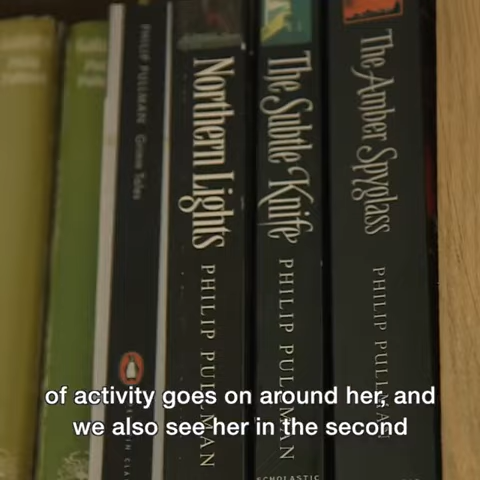 PHILIP PULLMAN Grimm Tales
Northern Lights
PHILIP PULLMAN
The Subtle Knife
PHILIP PULLMAN
SCHOLASTIC
The Amber Spyglass
PHILIP PULLMAN
of activity goes on around her, and
we also see her in the second